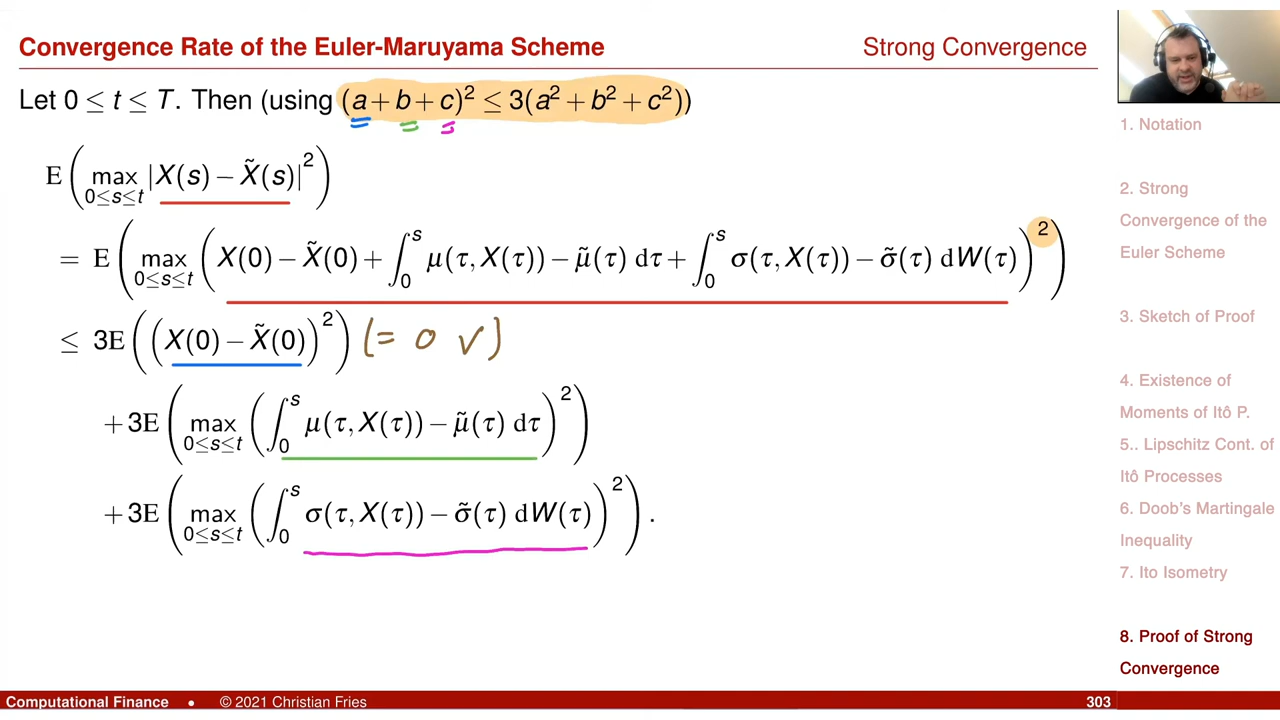 Convergence Rate of the Euler-Maruyama Scheme
Strong Convergence
Let 0 ≤ t ≤ T. Then (using (a + b + c)² ≤ 3(a² + b² + c²))
E( max_{0≤s≤t} |X(s) − X̃(s)|² )
= E( max_{0≤s≤t} ( X(0) − X̃(0) + ∫₀ˢ μ(τ, X(τ)) − μ̃(τ) dτ + ∫₀ˢ σ(τ, X(τ)) − σ̃(τ) dW(τ) )² )
≤ 3E( ( X(0) − X̃(0) )² ) (= 0 ✓)
+ 3E( max_{0≤s≤t} ( ∫₀ˢ μ(τ, X(τ)) − μ̃(τ) dτ )² )
+ 3E( max_{0≤s≤t} ( ∫₀ˢ σ(τ, X(τ)) − σ̃(τ) dW(τ) )² ).
1. Notation
2. Strong
Convergence of the
Euler Scheme
3. Sketch of Proof
4. Existence of
Moments of Itô P.
5.. Lipschitz Cont. of
Itô Processes
6. Doob's Martingale
Inequality
7. Ito Isometry
8. Proof of Strong
Convergence
Computational Finance • © 2021 Christian Fries
303